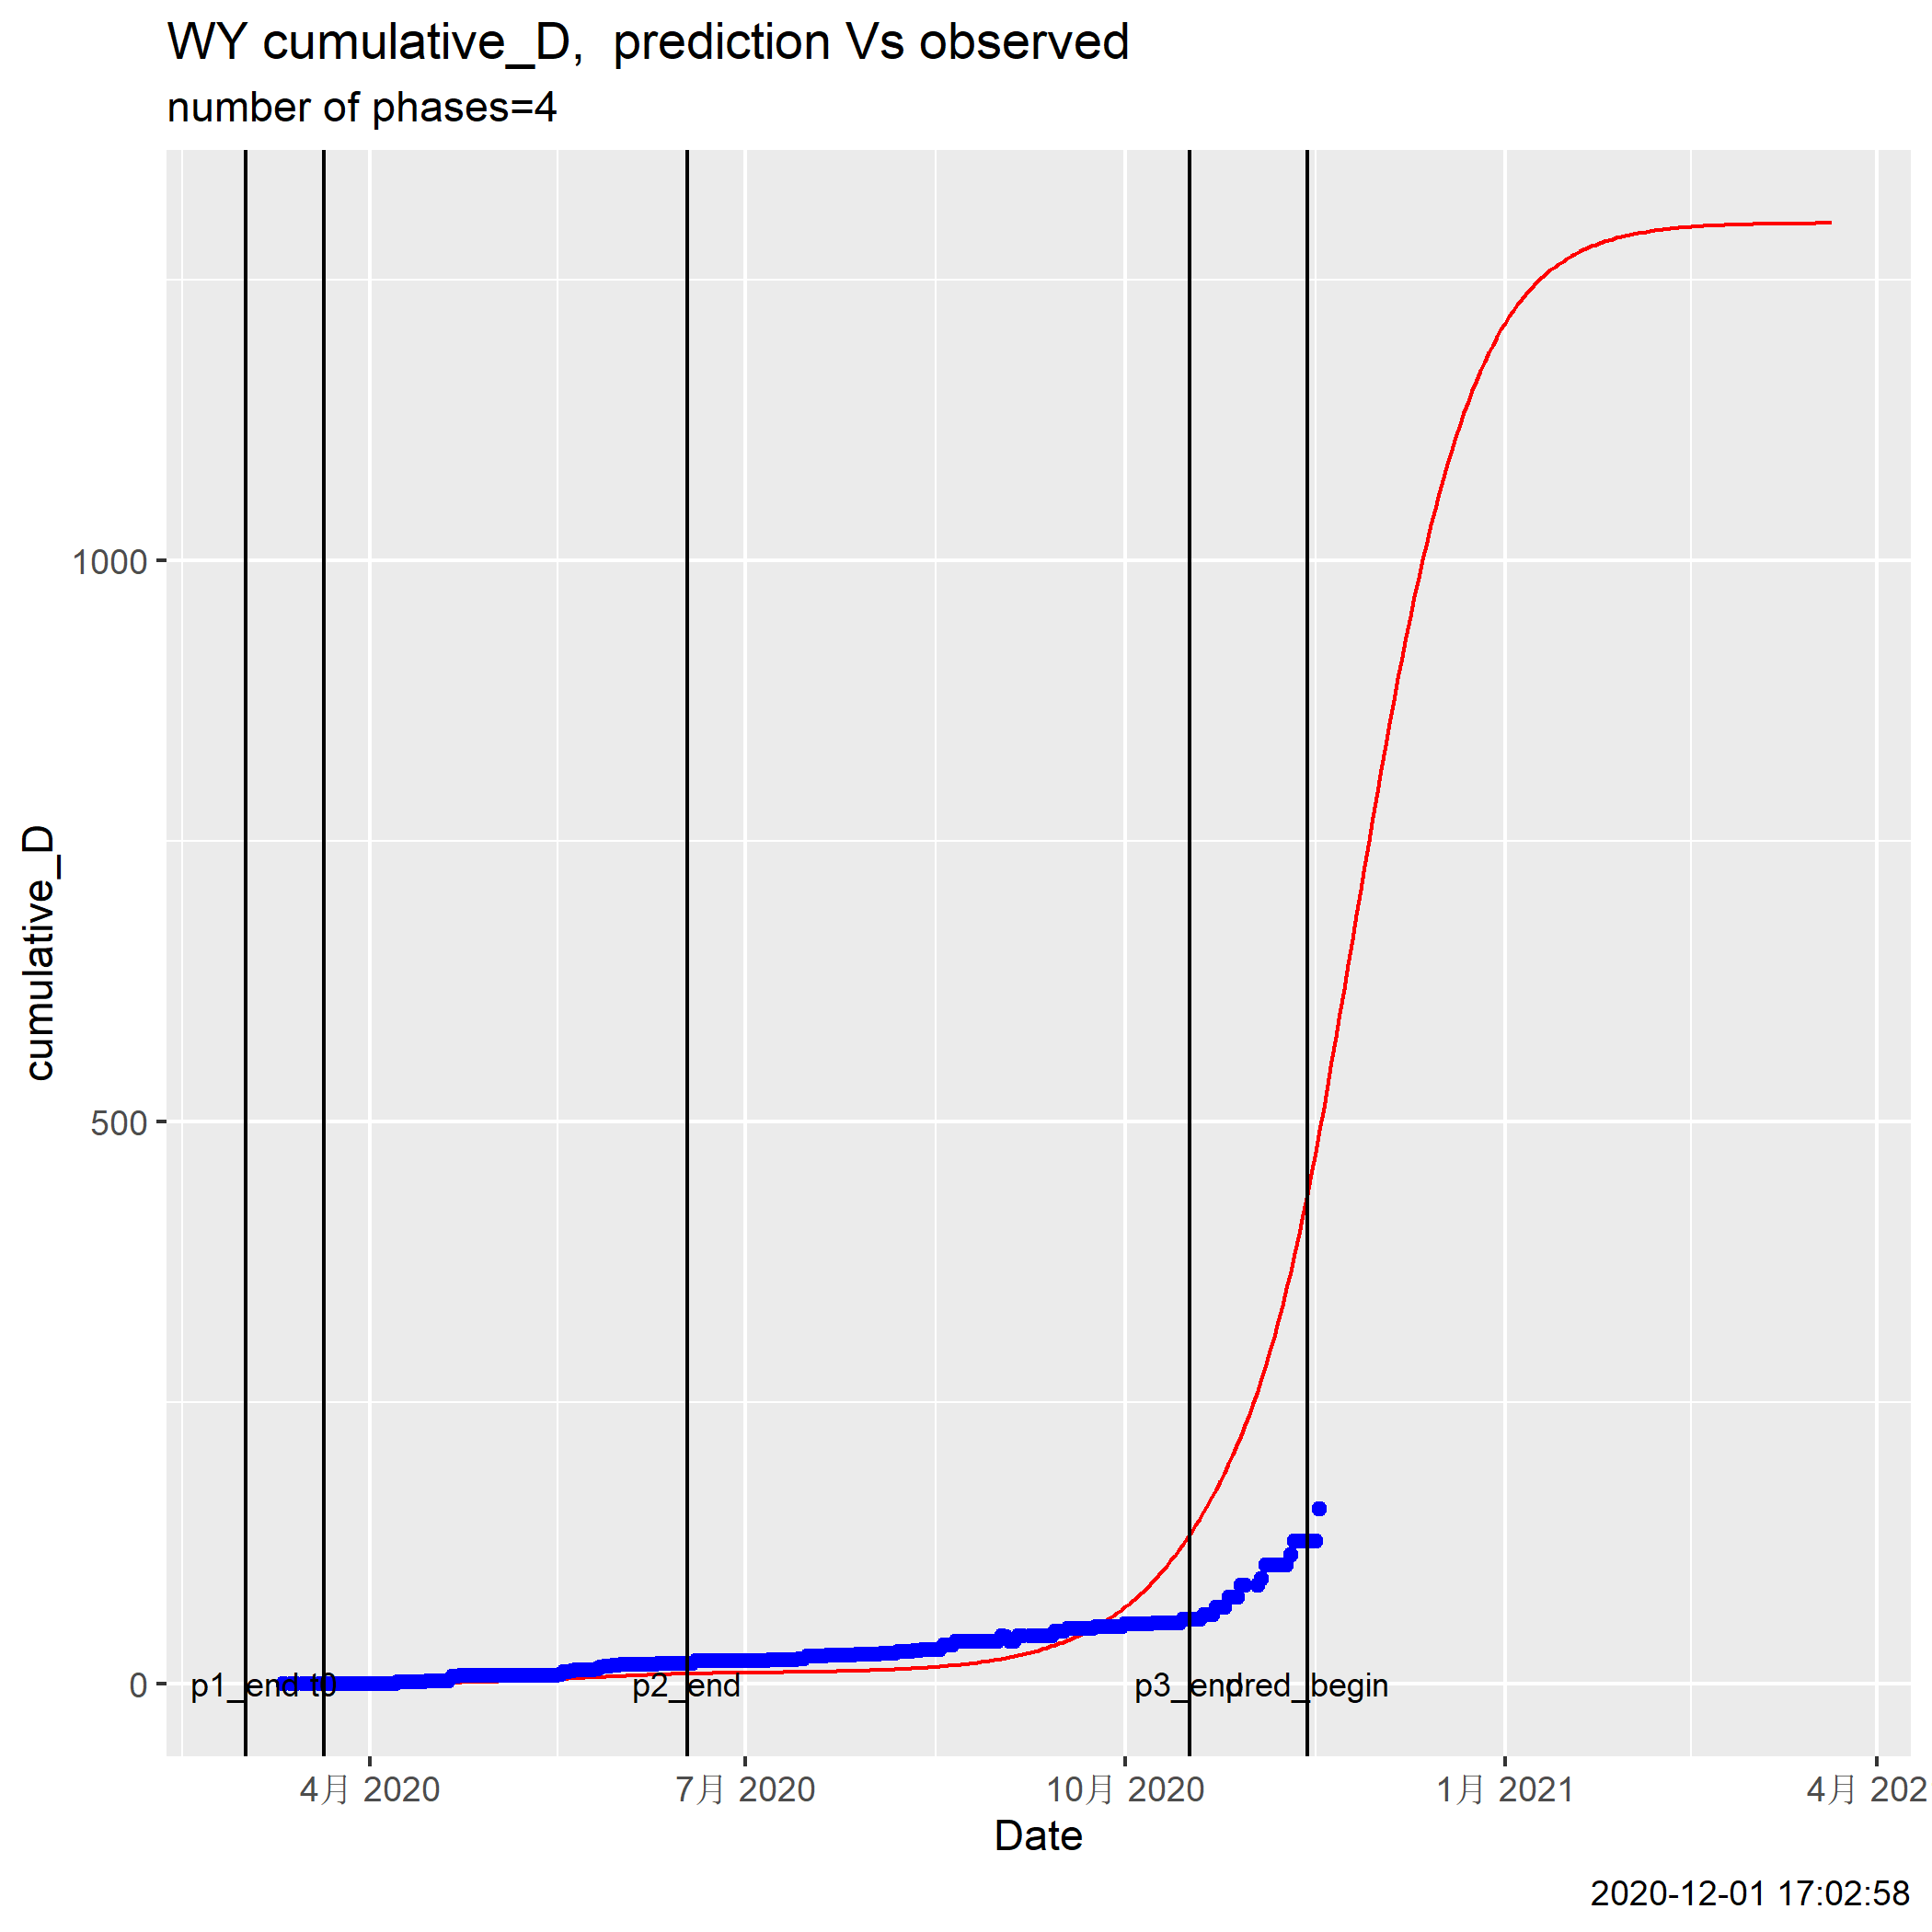 WY cumulative_D,  prediction Vs observed
number of phases=4
cumulative_D
1000
500
0
p1_end t0 p2_end p3_end pred_begin
4月 2020 7月 2020 10月 2020 1月 2021 4月 202
Date
2020-12-01 17:02:58